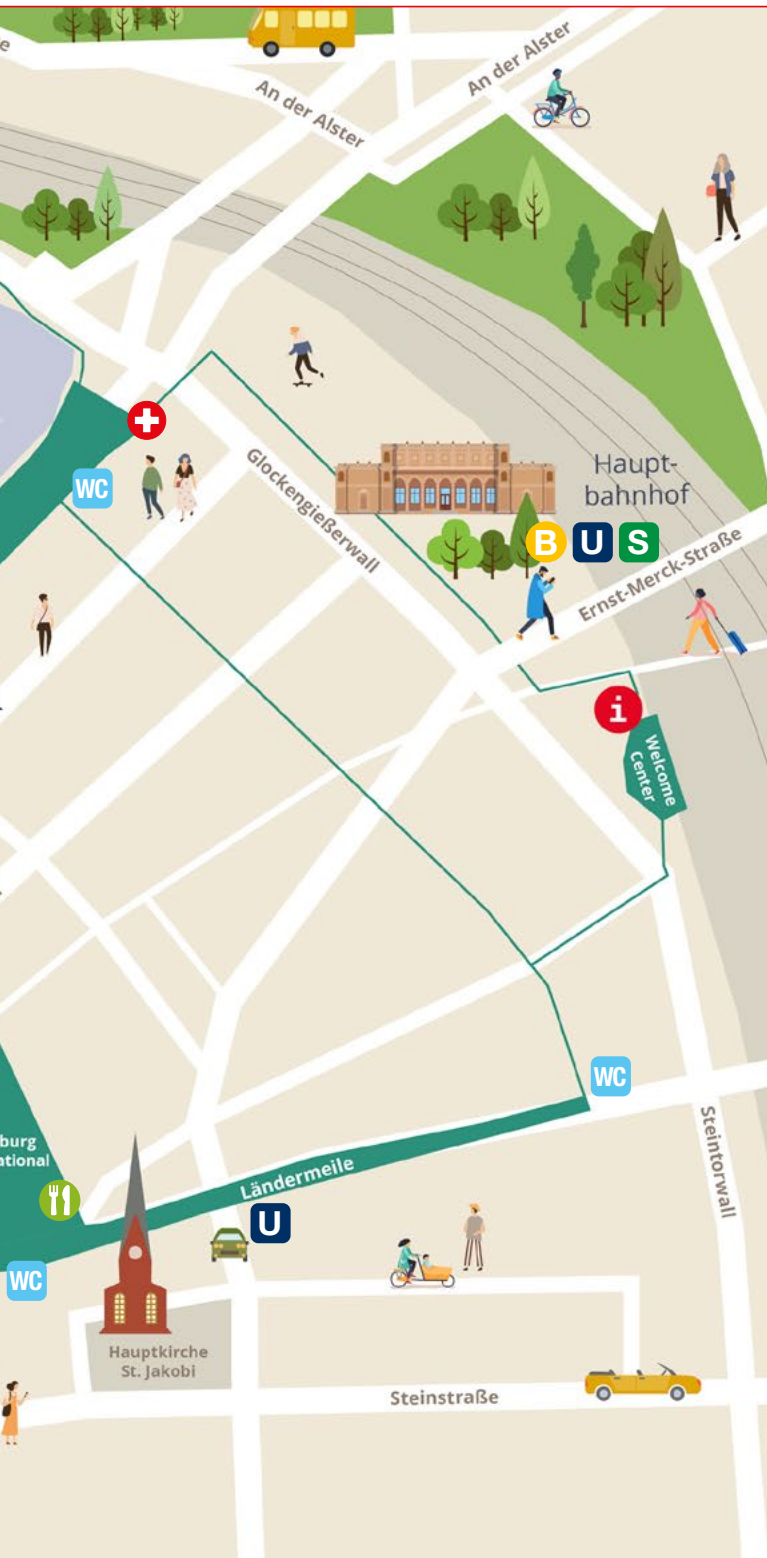 An der Alster
An der Alster
WC
Glockengießerwall
Haupt-
bahnhof
B U S
Ernst-Merck-Straße
i
Welcome
Center
WC
burg
ational
Ländermeile
Steintorwall
U
WC
Hauptkirche
St. Jakobi
Steinstraße